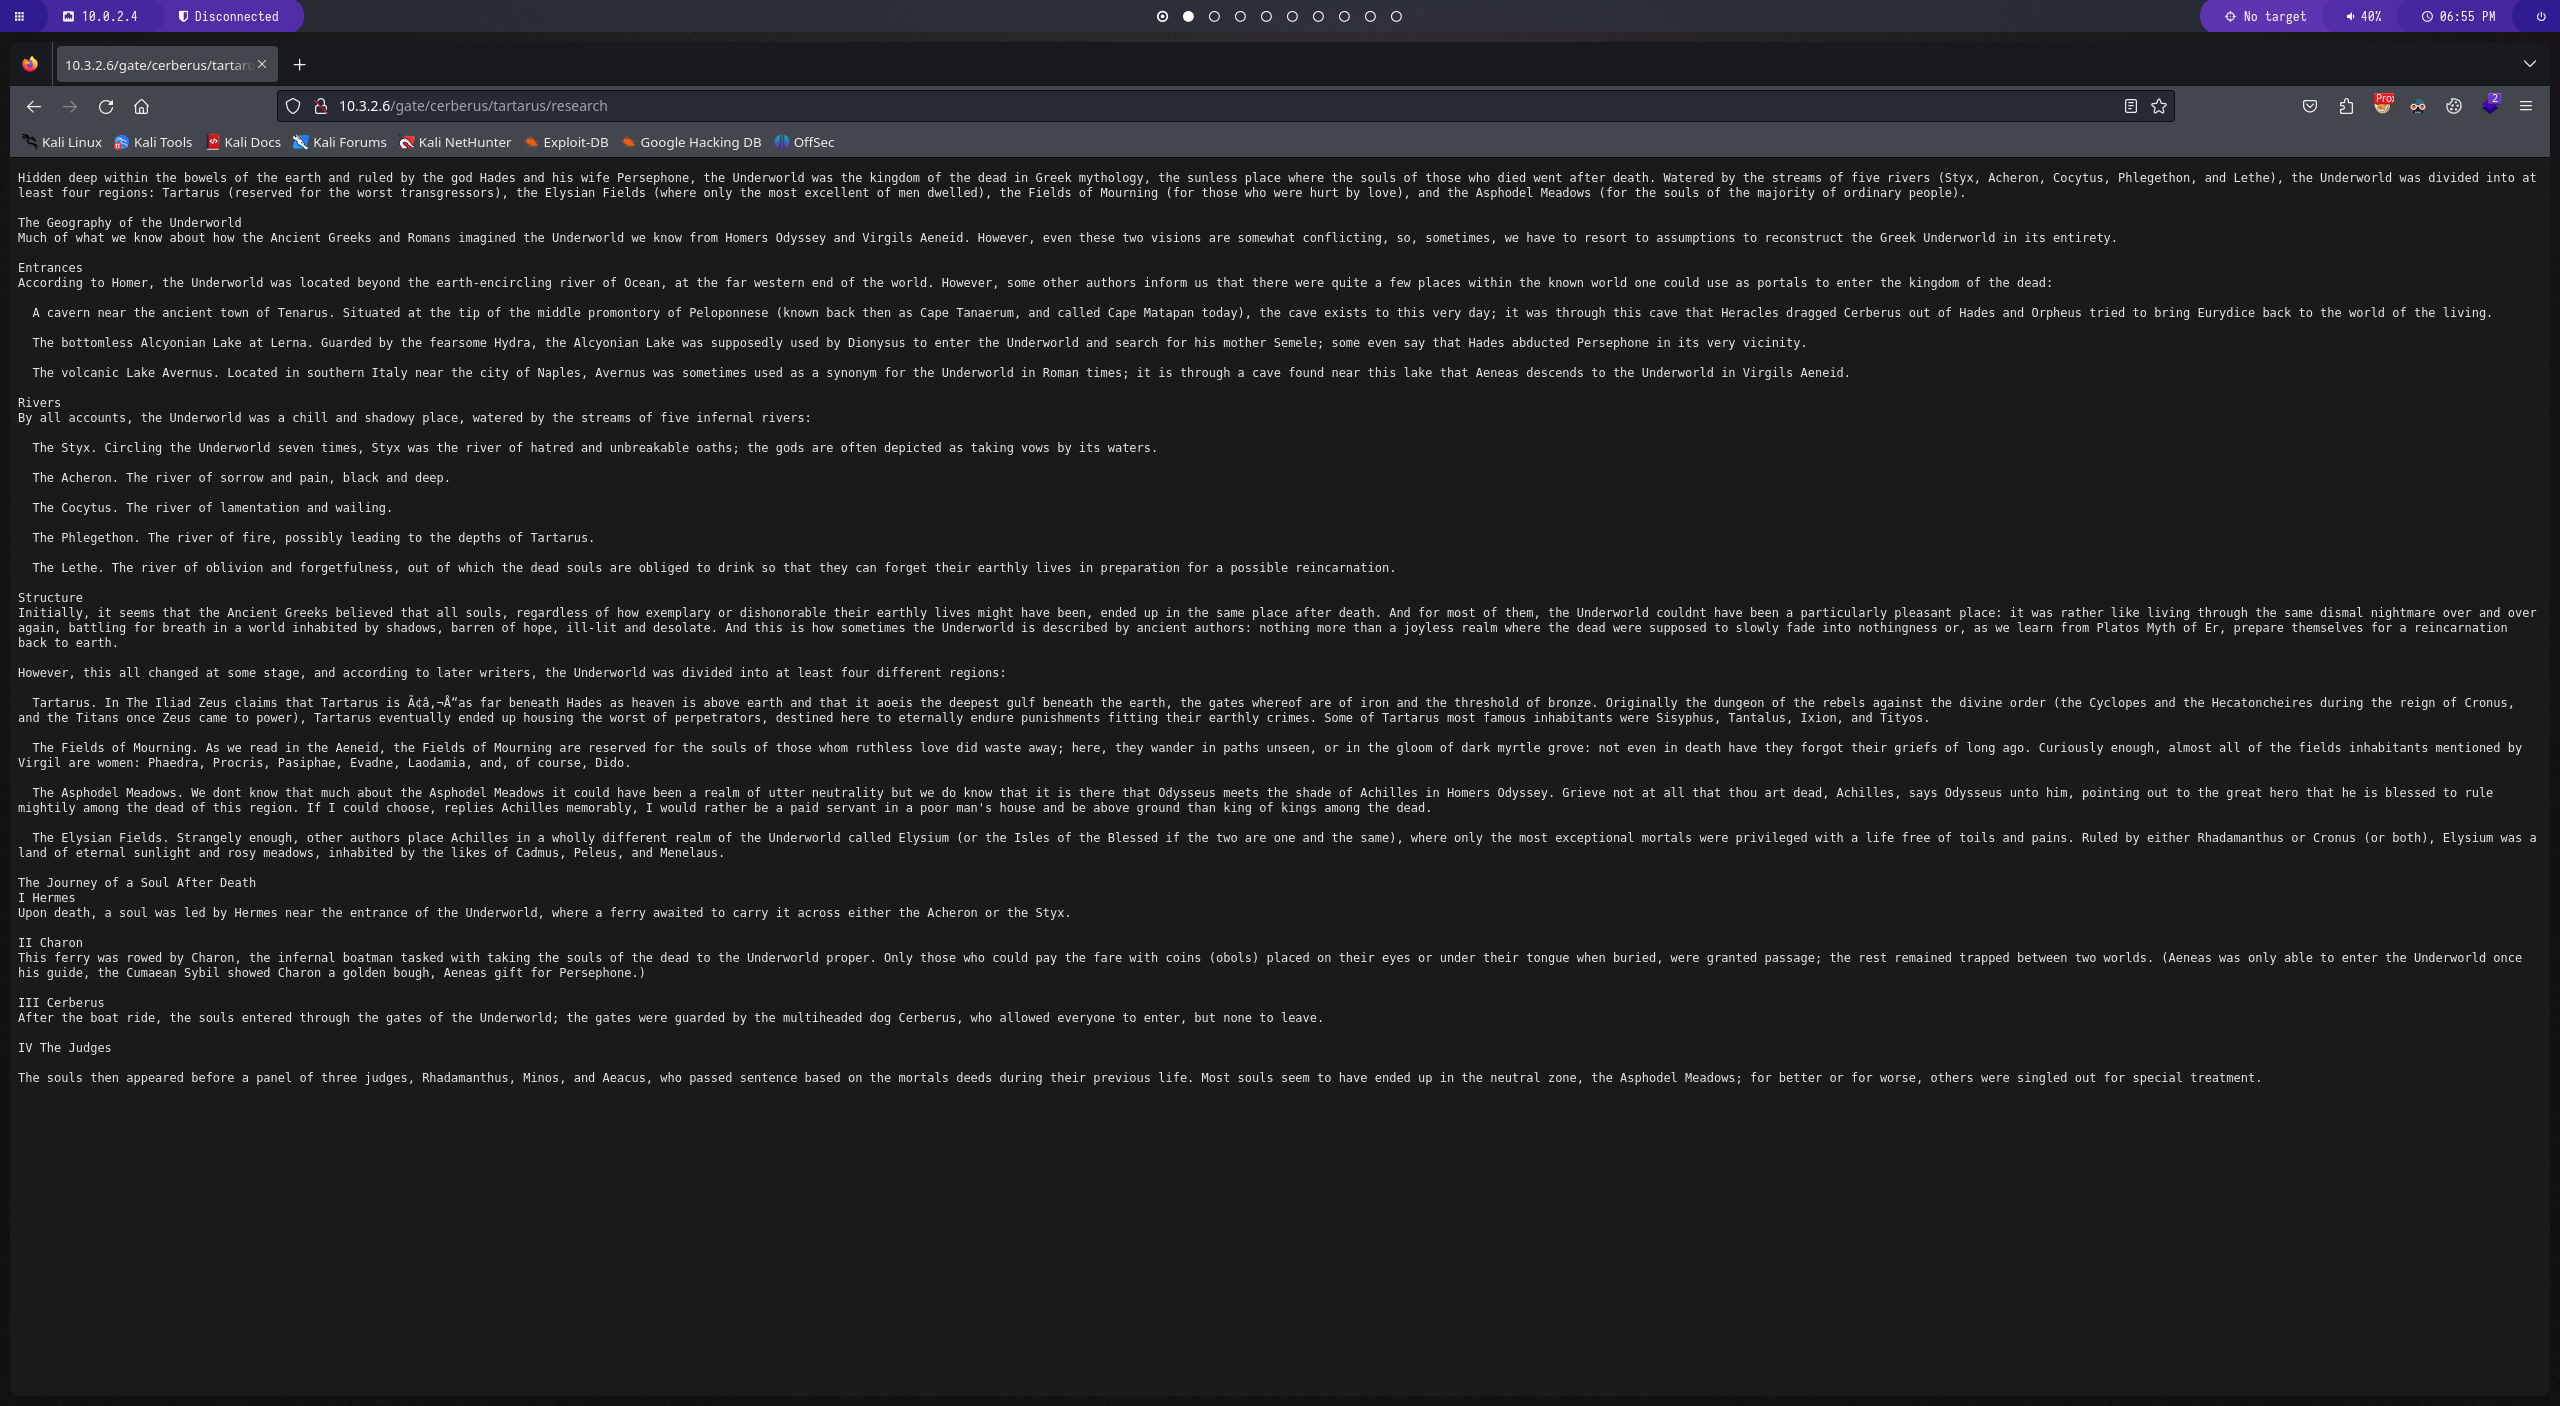 10.0.2.4 Disconnected No target 40% 06:55 PM
10.3.2.6/gate/cerberus/tartaru
10.3.2.6/gate/cerberus/tartarus/research
Pro 2
Kali Linux Kali Tools Kali Docs Kali Forums Kali NetHunter Exploit-DB Google Hacking DB OffSec
Hidden deep within the bowels of the earth and ruled by the god Hades and his wife Persephone, the Underworld was the kingdom of the dead in Greek mythology, the sunless place where the souls of those who died went after death. Watered by the streams of five rivers (Styx, Acheron, Cocytus, Phlegethon, and Lethe), the Underworld was divided into at
least four regions: Tartarus (reserved for the worst transgressors), the Elysian Fields (where only the most excellent of men dwelled), the Fields of Mourning (for those who were hurt by love), and the Asphodel Meadows (for the souls of the majority of ordinary people).
The Geography of the Underworld
Much of what we know about how the Ancient Greeks and Romans imagined the Underworld we know from Homers Odyssey and Virgils Aeneid. However, even these two visions are somewhat conflicting, so, sometimes, we have to resort to assumptions to reconstruct the Greek Underworld in its entirety.
Entrances
According to Homer, the Underworld was located beyond the earth-encircling river of Ocean, at the far western end of the world. However, some other authors inform us that there were quite a few places within the known world one could use as portals to enter the kingdom of the dead:
A cavern near the ancient town of Tenarus. Situated at the tip of the middle promontory of Peloponnese (known back then as Cape Tanaerum, and called Cape Matapan today), the cave exists to this very day; it was through this cave that Heracles dragged Cerberus out of Hades and Orpheus tried to bring Eurydice back to the world of the living.
The bottomless Alcyonian Lake at Lerna. Guarded by the fearsome Hydra, the Alcyonian Lake was supposedly used by Dionysus to enter the Underworld and search for his mother Semele; some even say that Hades abducted Persephone in its very vicinity.
The volcanic Lake Avernus. Located in southern Italy near the city of Naples, Avernus was sometimes used as a synonym for the Underworld in Roman times; it is through a cave found near this lake that Aeneas descends to the Underworld in Virgils Aeneid.
Rivers
By all accounts, the Underworld was a chill and shadowy place, watered by the streams of five infernal rivers:
The Styx. Circling the Underworld seven times, Styx was the river of hatred and unbreakable oaths; the gods are often depicted as taking vows by its waters.
The Acheron. The river of sorrow and pain, black and deep.
The Cocytus. The river of lamentation and wailing.
The Phlegethon. The river of fire, possibly leading to the depths of Tartarus.
The Lethe. The river of oblivion and forgetfulness, out of which the dead souls are obliged to drink so that they can forget their earthly lives in preparation for a possible reincarnation.
Structure
Initially, it seems that the Ancient Greeks believed that all souls, regardless of how exemplary or dishonorable their earthly lives might have been, ended up in the same place after death. And for most of them, the Underworld couldnt have been a particularly pleasant place: it was rather like living through the same dismal nightmare over and over
again, battling for breath in a world inhabited by shadows, barren of hope, ill-lit and desolate. And this is how sometimes the Underworld is described by ancient authors: nothing more than a joyless realm where the dead were supposed to slowly fade into nothingness or, as we learn from Platos Myth of Er, prepare themselves for a reincarnation
back to earth.
However, this all changed at some stage, and according to later writers, the Underworld was divided into at least four different regions:
Tartarus. In The Iliad Zeus claims that Tartarus is Ã¢â‚¬Å“as far beneath Hades as heaven is above earth and that it aoeis the deepest gulf beneath the earth, the gates whereof are of iron and the threshold of bronze. Originally the dungeon of the rebels against the divine order (the Cyclopes and the Hecatoncheires during the reign of Cronus,
and the Titans once Zeus came to power), Tartarus eventually ended up housing the worst of perpetrators, destined here to eternally endure punishments fitting their earthly crimes. Some of Tartarus most famous inhabitants were Sisyphus, Tantalus, Ixion, and Tityos.
The Fields of Mourning. As we read in the Aeneid, the Fields of Mourning are reserved for the souls of those whom ruthless love did waste away; here, they wander in paths unseen, or in the gloom of dark myrtle grove: not even in death have they forgot their griefs of long ago. Curiously enough, almost all of the fields inhabitants mentioned by
Virgil are women: Phaedra, Procris, Pasiphae, Evadne, Laodamia, and, of course, Dido.
The Asphodel Meadows. We dont know that much about the Asphodel Meadows it could have been a realm of utter neutrality but we do know that it is there that Odysseus meets the shade of Achilles in Homers Odyssey. Grieve not at all that thou art dead, Achilles, says Odysseus unto him, pointing out to the great hero that he is blessed to rule
mightily among the dead of this region. If I could choose, replies Achilles memorably, I would rather be a paid servant in a poor man's house and be above ground than king of kings among the dead.
The Elysian Fields. Strangely enough, other authors place Achilles in a wholly different realm of the Underworld called Elysium (or the Isles of the Blessed if the two are one and the same), where only the most exceptional mortals were privileged with a life free of toils and pains. Ruled by either Rhadamanthus or Cronus (or both), Elysium was a
land of eternal sunlight and rosy meadows, inhabited by the likes of Cadmus, Peleus, and Menelaus.
The Journey of a Soul After Death
I Hermes
Upon death, a soul was led by Hermes near the entrance of the Underworld, where a ferry awaited to carry it across either the Acheron or the Styx.
II Charon
This ferry was rowed by Charon, the infernal boatman tasked with taking the souls of the dead to the Underworld proper. Only those who could pay the fare with coins (obols) placed on their eyes or under their tongue when buried, were granted passage; the rest remained trapped between two worlds. (Aeneas was only able to enter the Underworld once
his guide, the Cumaean Sybil showed Charon a golden bough, Aeneas gift for Persephone.)
III Cerberus
After the boat ride, the souls entered through the gates of the Underworld; the gates were guarded by the multiheaded dog Cerberus, who allowed everyone to enter, but none to leave.
IV The Judges
The souls then appeared before a panel of three judges, Rhadamanthus, Minos, and Aeacus, who passed sentence based on the mortals deeds during their previous life. Most souls seem to have ended up in the neutral zone, the Asphodel Meadows; for better or for worse, others were singled out for special treatment.